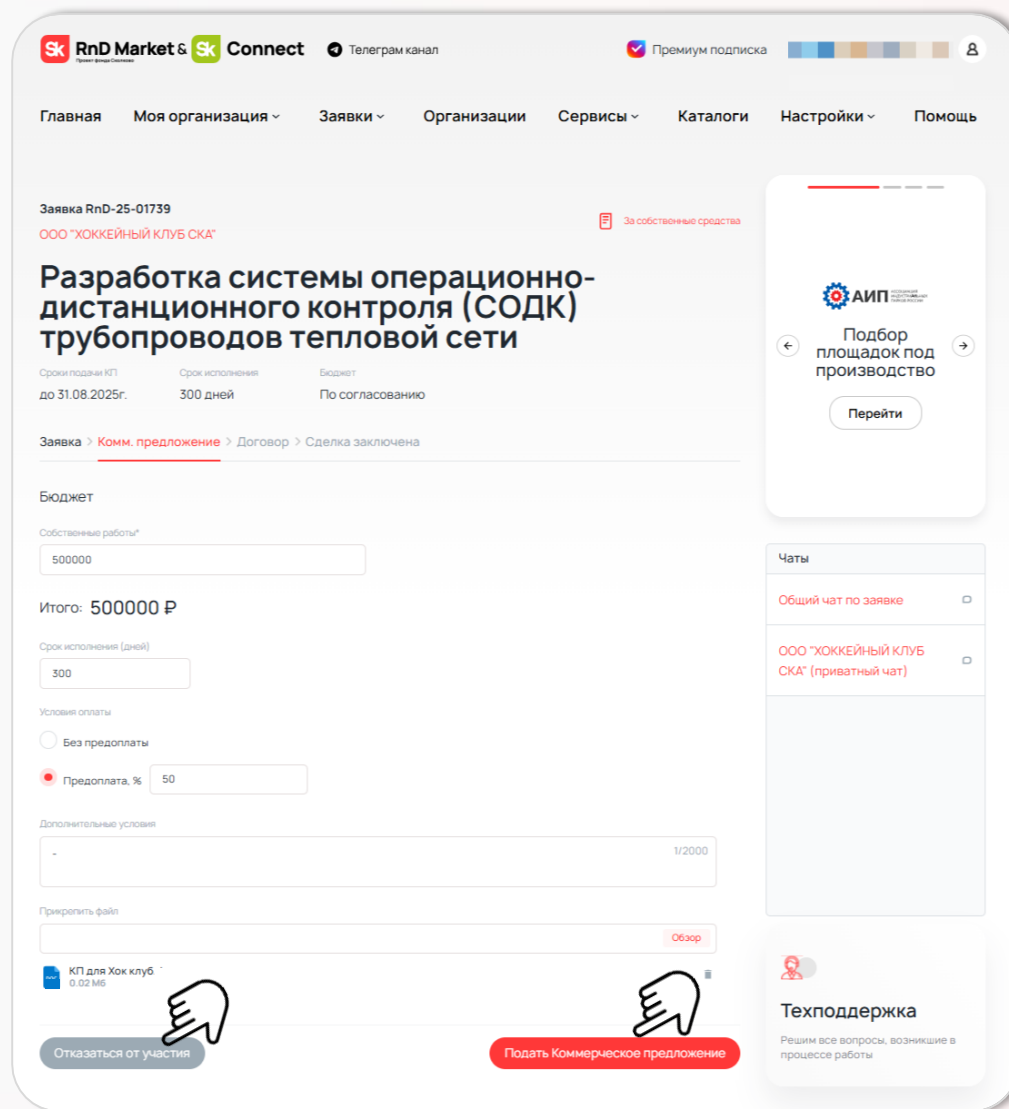 Sk RnD Market & Sk Connect Телеграм канал Премиум подписка
Проект фонда Сколково
Главная Моя организация Заявки Организации Сервисы Каталоги Настройки Помощь
Заявка RnD-25-01739
ООО "ХОККЕЙНЫЙ КЛУБ СКА"
За собственные средства
Разработка системы операционно-
дистанционного контроля (СОДК)
трубопроводов тепловой сети
Сроки подачи КП Срок исполнения Бюджет
до 31.08.2025г. 300 дней По согласованию
Заявка > Комм. предложение > Договор > Сделка заключена
Бюджет
Собственные работы*
500000
Итого: 500000 ₽
Срок исполнения (дней)
300
Условия оплаты
Без предоплаты
Предоплата, % 50
Дополнительные условия
- 1/2000
Прикрепить файл
Обзор
КП для Хок клуб
0.02 Мб
Отказаться от участия Подать Коммерческое предложение
АИП
Подбор
площадок под
производство
Перейти
Чаты
Общий чат по заявке
ООО "ХОККЕЙНЫЙ КЛУБ
СКА" (приватный чат)
Техподдержка
Решим все вопросы, возникшие в
процессе работы